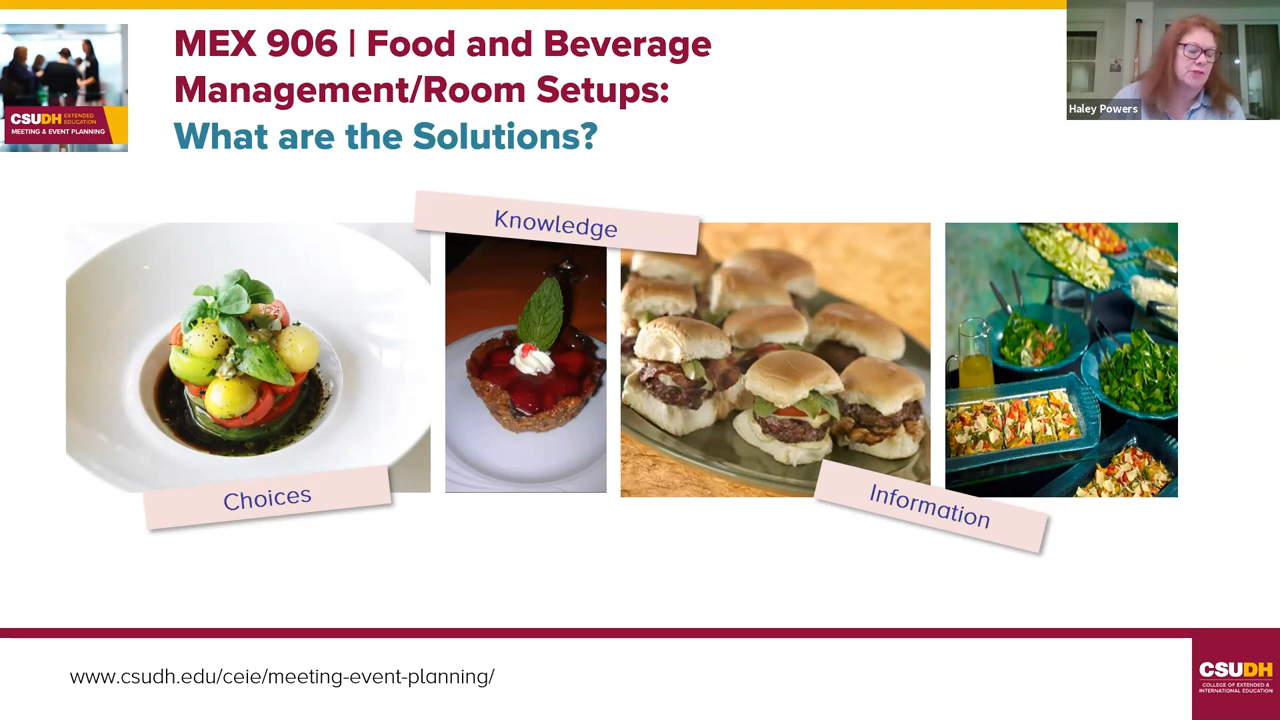 MEX 906 | Food and Beverage
Management/Room Setups:
What are the Solutions?
CSUDH EXTENDED
EDUCATION
MEETING & EVENT PLANNING
Haley Powers
Knowledge
Choices
Information
www.csudh.edu/ceie/meeting-event-planning/
CSUDH
COLLEGE OF EXTENDED &
INTERNATIONAL EDUCATION